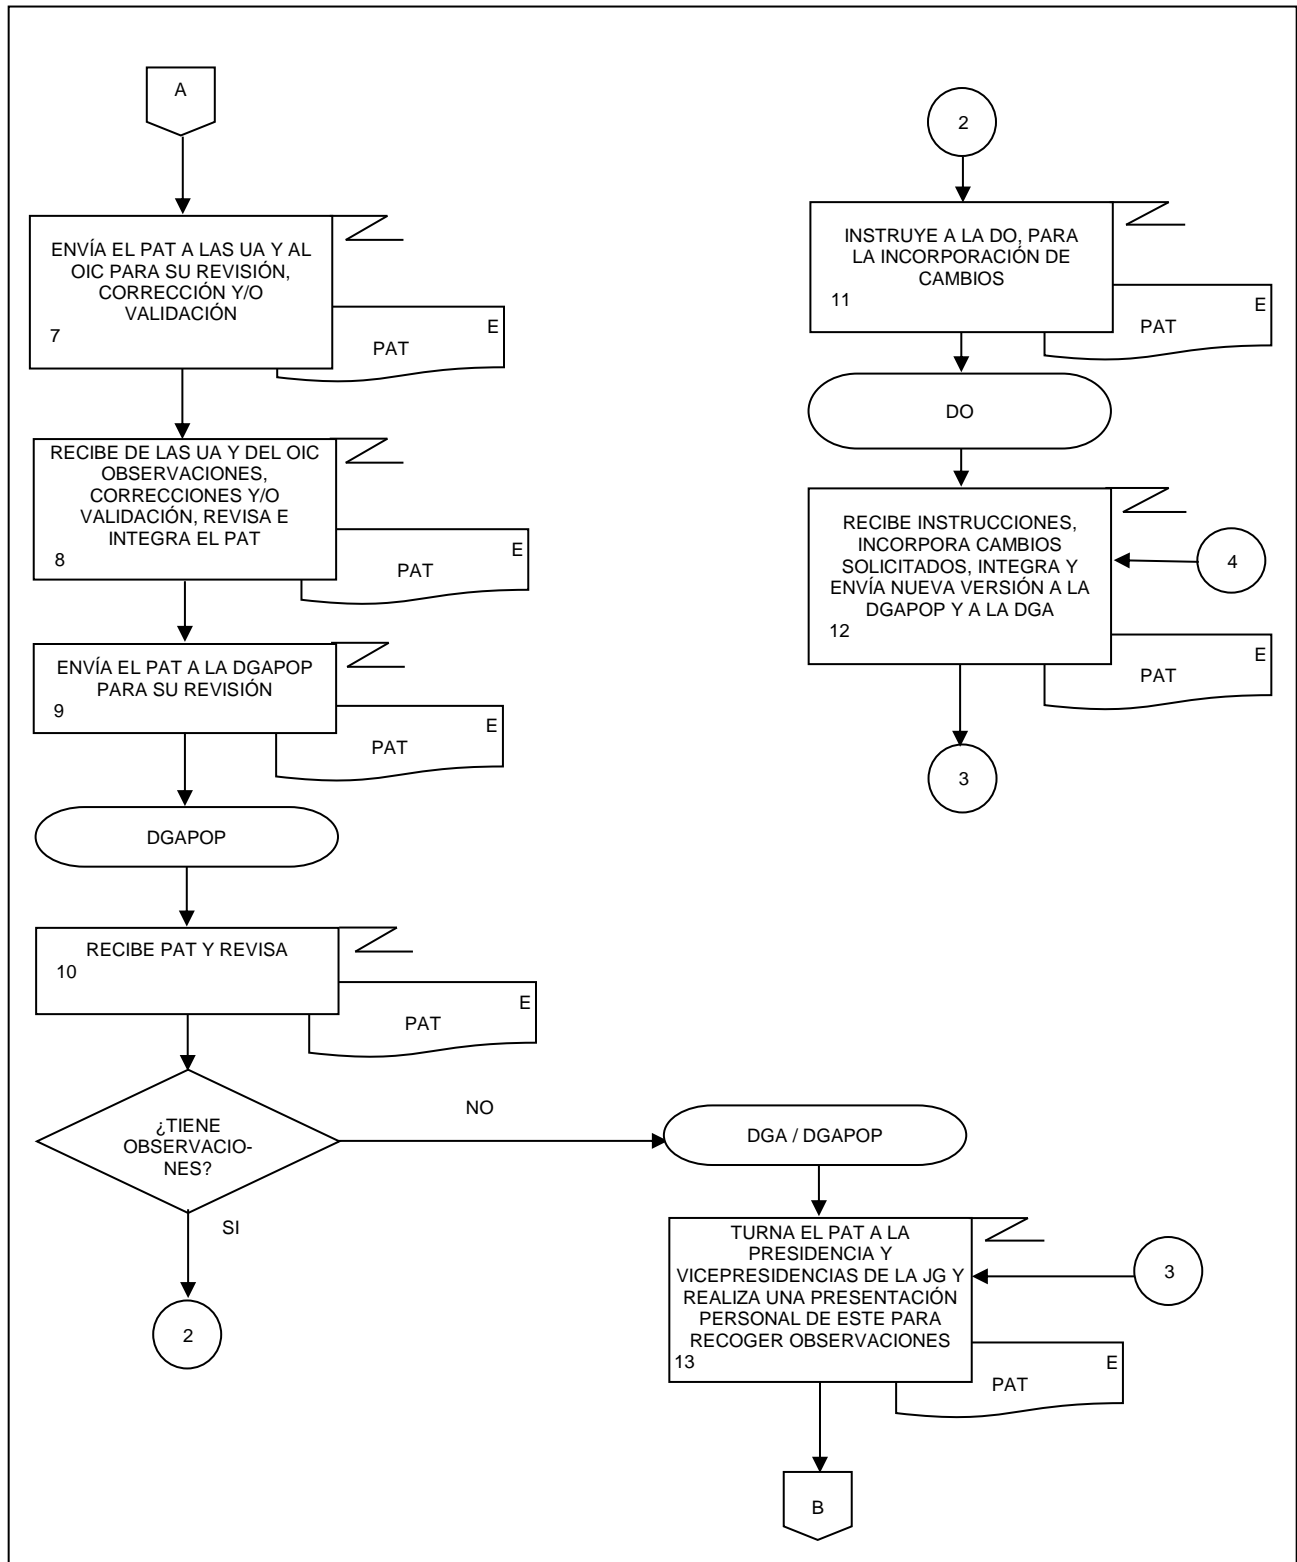 A
ENVÍA EL PAT A LAS UA Y AL
OIC PARA SU REVISIÓN,
CORRECCIÓN Y/O
VALIDACIÓN
7
E
PAT
RECIBE DE LAS UA Y DEL OIC
OBSERVACIONES,
CORRECCIONES Y/O
VALIDACIÓN, REVISA E
INTEGRA EL PAT
8
E
PAT
ENVÍA EL PAT A LA DGAPOP
PARA SU REVISIÓN
9
E
PAT
DGAPOP
RECIBE PAT Y REVISA
10
E
PAT
¿TIENE
OBSERVACIO-
NES?
NO
SI
2
2
INSTRUYE A LA DO, PARA
LA INCORPORACIÓN DE
CAMBIOS
11
E
PAT
DO
RECIBE INSTRUCCIONES,
INCORPORA CAMBIOS
SOLICITADOS, INTEGRA Y
ENVÍA NUEVA VERSIÓN A LA
DGAPOP Y A LA DGA
12
4
E
PAT
3
DGA / DGAPOP
TURNA EL PAT A LA
PRESIDENCIA Y
VICEPRESIDENCIAS DE LA JG Y
REALIZA UNA PRESENTACIÓN
PERSONAL DE ESTE PARA
RECOGER OBSERVACIONES
13
3
E
PAT
B